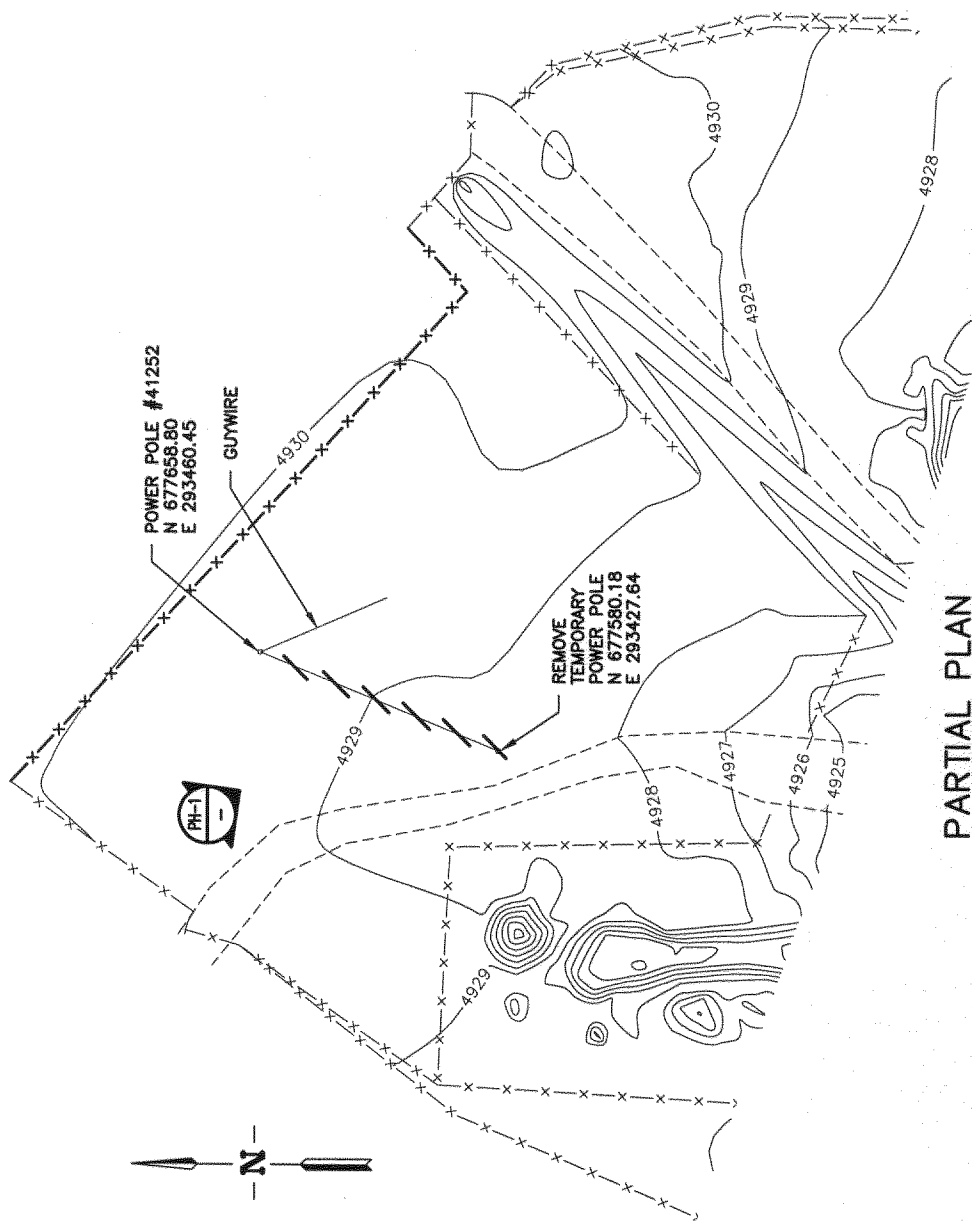 POWER POLE #41252
N 677658.80
E 293460.45
GUYWIRE
4930
4930
4929
4928
REMOVE
TEMPORARY
POWER POLE
N 677580.18
E 293427.64
4929
PH-1
-
4928
4927
4926
4925
4929
N
PARTIAL PLAN